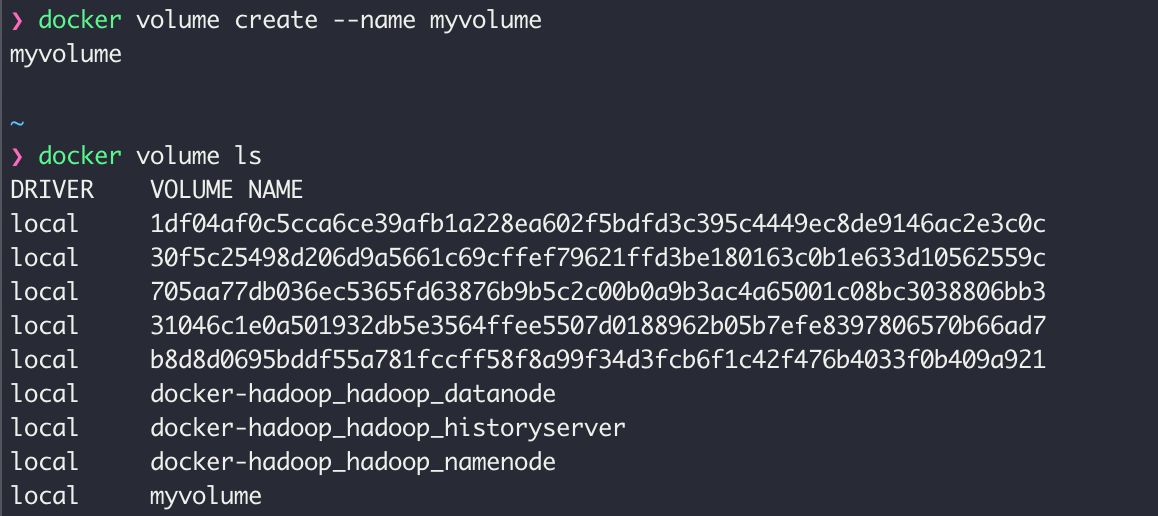 ❯ docker volume create --name myvolume
myvolume
~
❯ docker volume ls
DRIVER    VOLUME NAME
local     1df04af0c5cca6ce39afb1a228ea602f5bdfd3c395c4449ec8de9146ac2e3c0c
local     30f5c25498d206d9a5661c69cffef79621ffd3be180163c0b1e633d10562559c
local     705aa77db036ec5365fd63876b9b5c2c00b0a9b3ac4a65001c08bc3038806bb3
local     31046c1e0a501932db5e3564ffee5507d0188962b05b7efe8397806570b66ad7
local     b8d8d0695bddf55a781fccff58f8a99f34d3fcb6f1c42f476b4033f0b409a921
local     docker-hadoop_hadoop_datanode
local     docker-hadoop_hadoop_historyserver
local     docker-hadoop_hadoop_namenode
local     myvolume